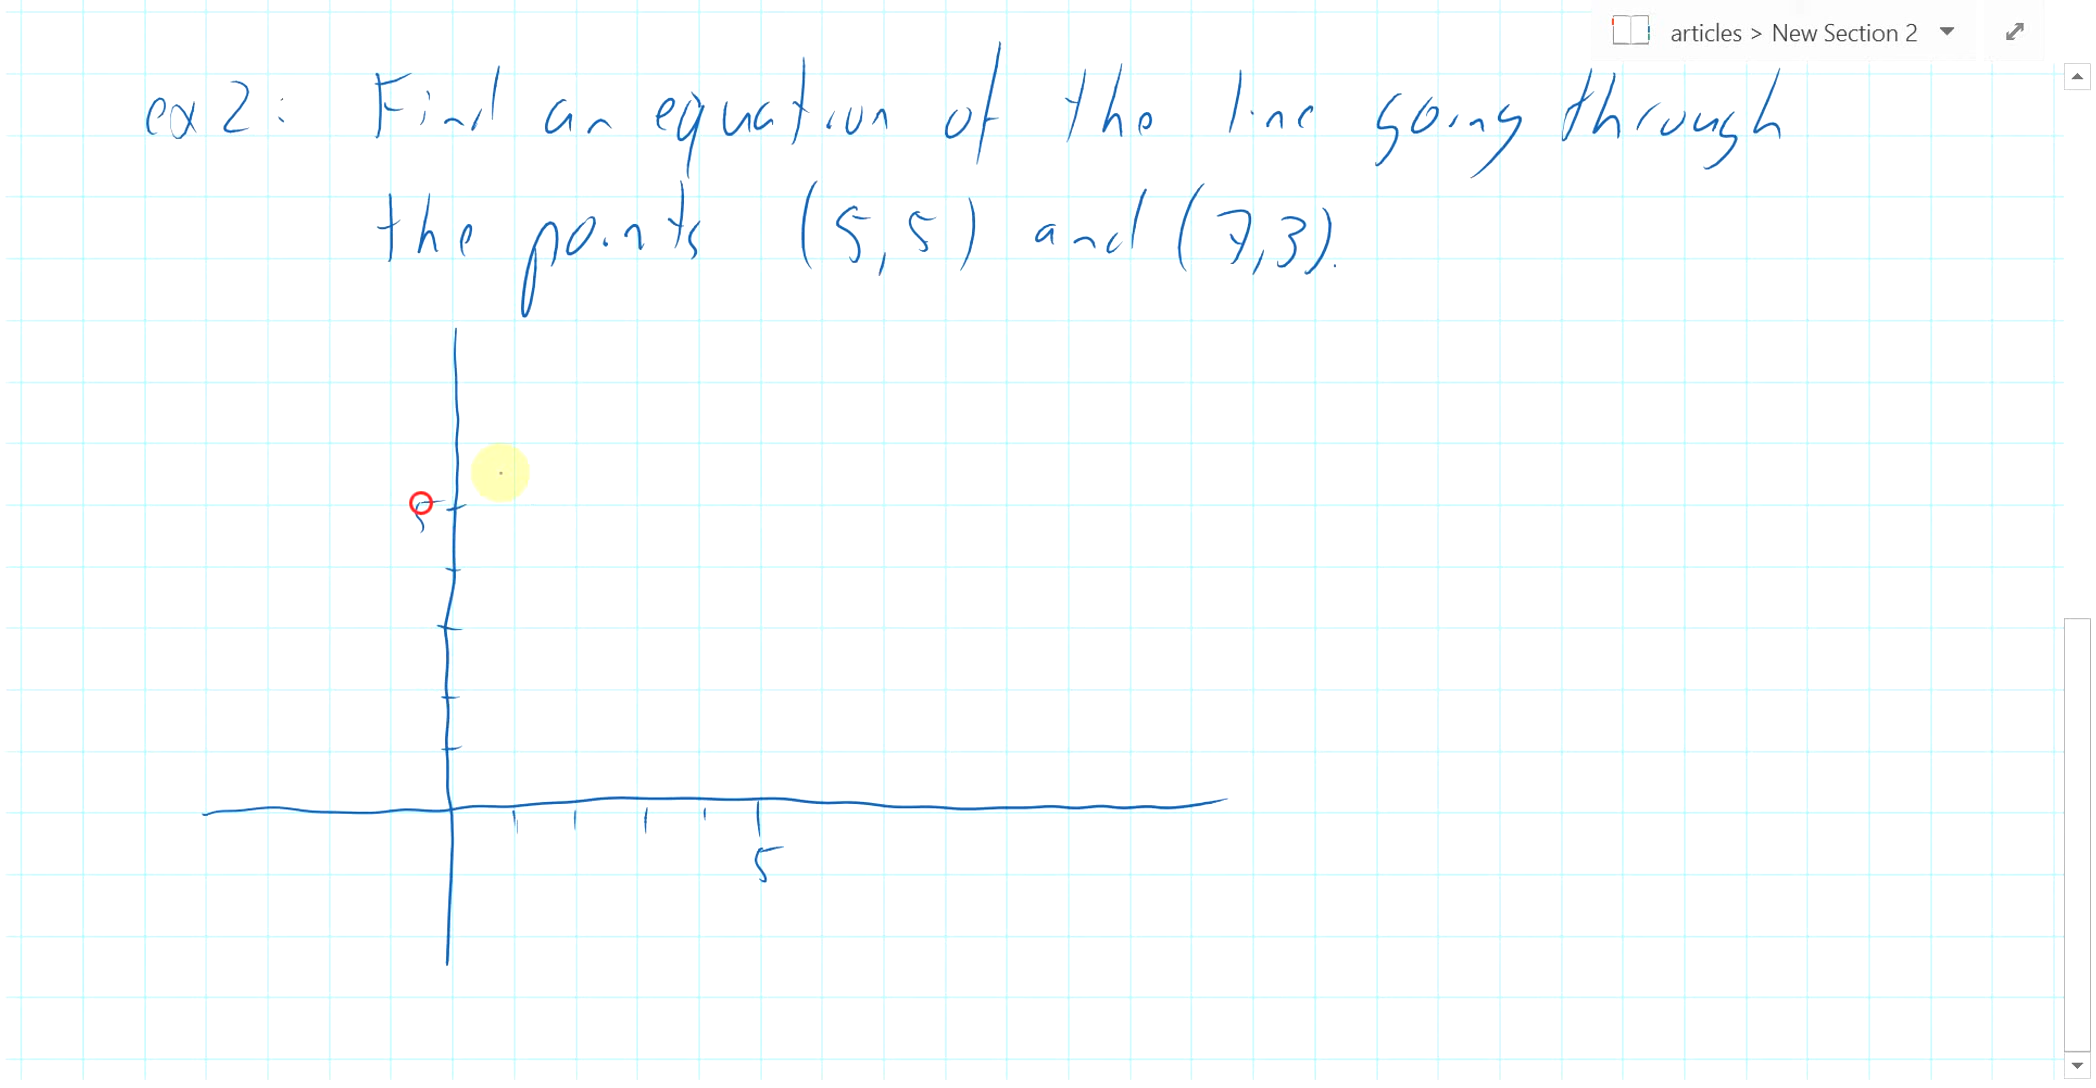 articles > New Section 2
ex 2: Find an equation of the line going through
the points (5,5) and (7,3).
5
5